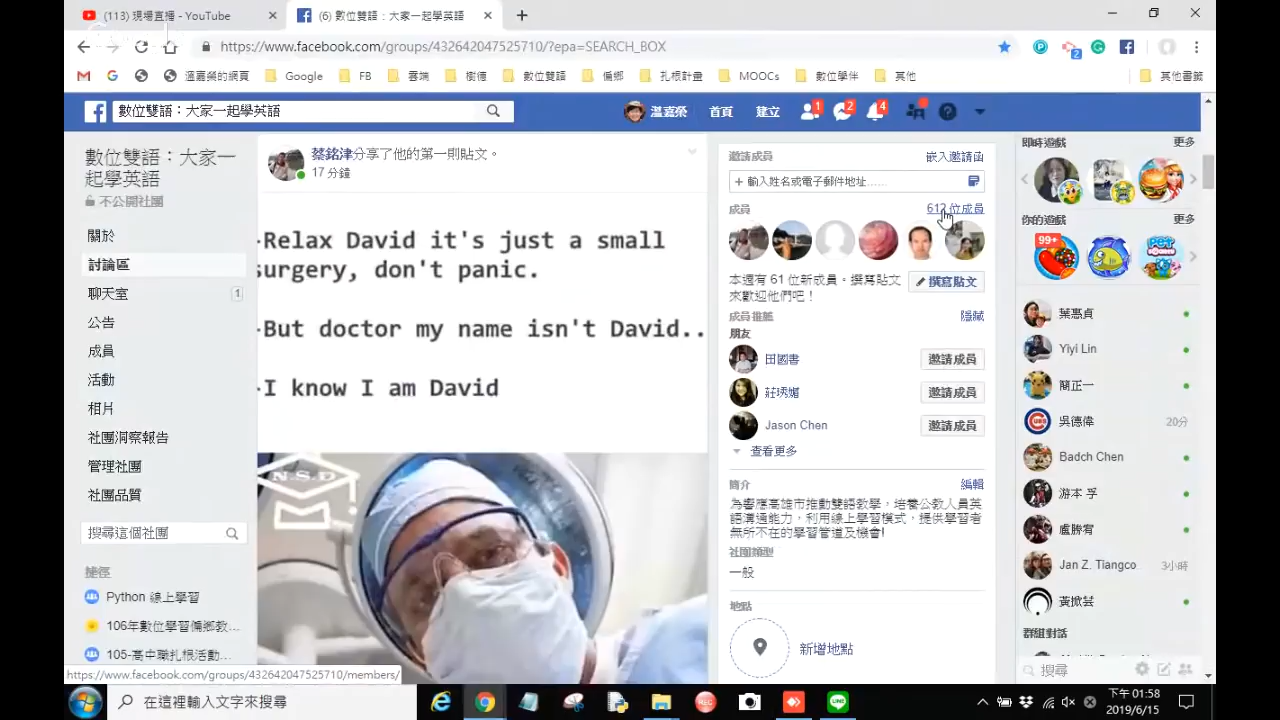 (113) 現場直播 - YouTube
(6) 數位雙語：大家一起學英語
https://www.facebook.com/groups/432642047525710/?epa=SEARCH_BOX
溫嘉榮的網頁
Google
FB
雲端
樹德
數位雙語
偏鄉
扎根計畫
MOOCs
數位學伴
其他
其他書籤
數位雙語：大家一起學英語
溫嘉榮
首頁
建立
1
2
4
數位雙語：大家一
起學英語
不公開社團
關於
討論區
聊天室
1
公告
成員
活動
相片
社團洞察報告
管理社團
社團品質
搜尋這個社團
捷徑
Python 線上學習
106年數位學習偏鄉教...
105-高中職扎根活動...
蔡銘津分享了他的第一則貼文。
17 分鐘
-Relax David it's just a small
surgery, don't panic.
-But doctor my name isn't David..
-I know I am David
N.S.D
邀請成員
嵌入邀請函
+ 輸入姓名或電子郵件地址......
成員
617 位成員
本週有 61 位新成員。撰寫貼文
來歡迎他們吧！
撰寫貼文
成員推薦
隱藏
朋友
田國書
邀請成員
莊琇媚
邀請成員
Jason Chen
邀請成員
查看更多
簡介
編輯
為響應高雄市推動雙語教學，培養公教人員英
語溝通能力，利用線上學習模式，提供學習者
無所不在的學習管道及機會!
社團類型
一般
地點
新增地點
即時遊戲
更多
你的遊戲
更多
99+
葉惠貞
Yiyi Lin
簡正一
吳德偉
20分
Badch Chen
游本 孚
盧勝宥
Jan Z. Tiangco
3小時
黃掀芸
群組對話
搜尋
https://www.facebook.com/groups/432642047525710/members/
在這裡輸入文字來搜尋
下午 01:58
2019/6/15